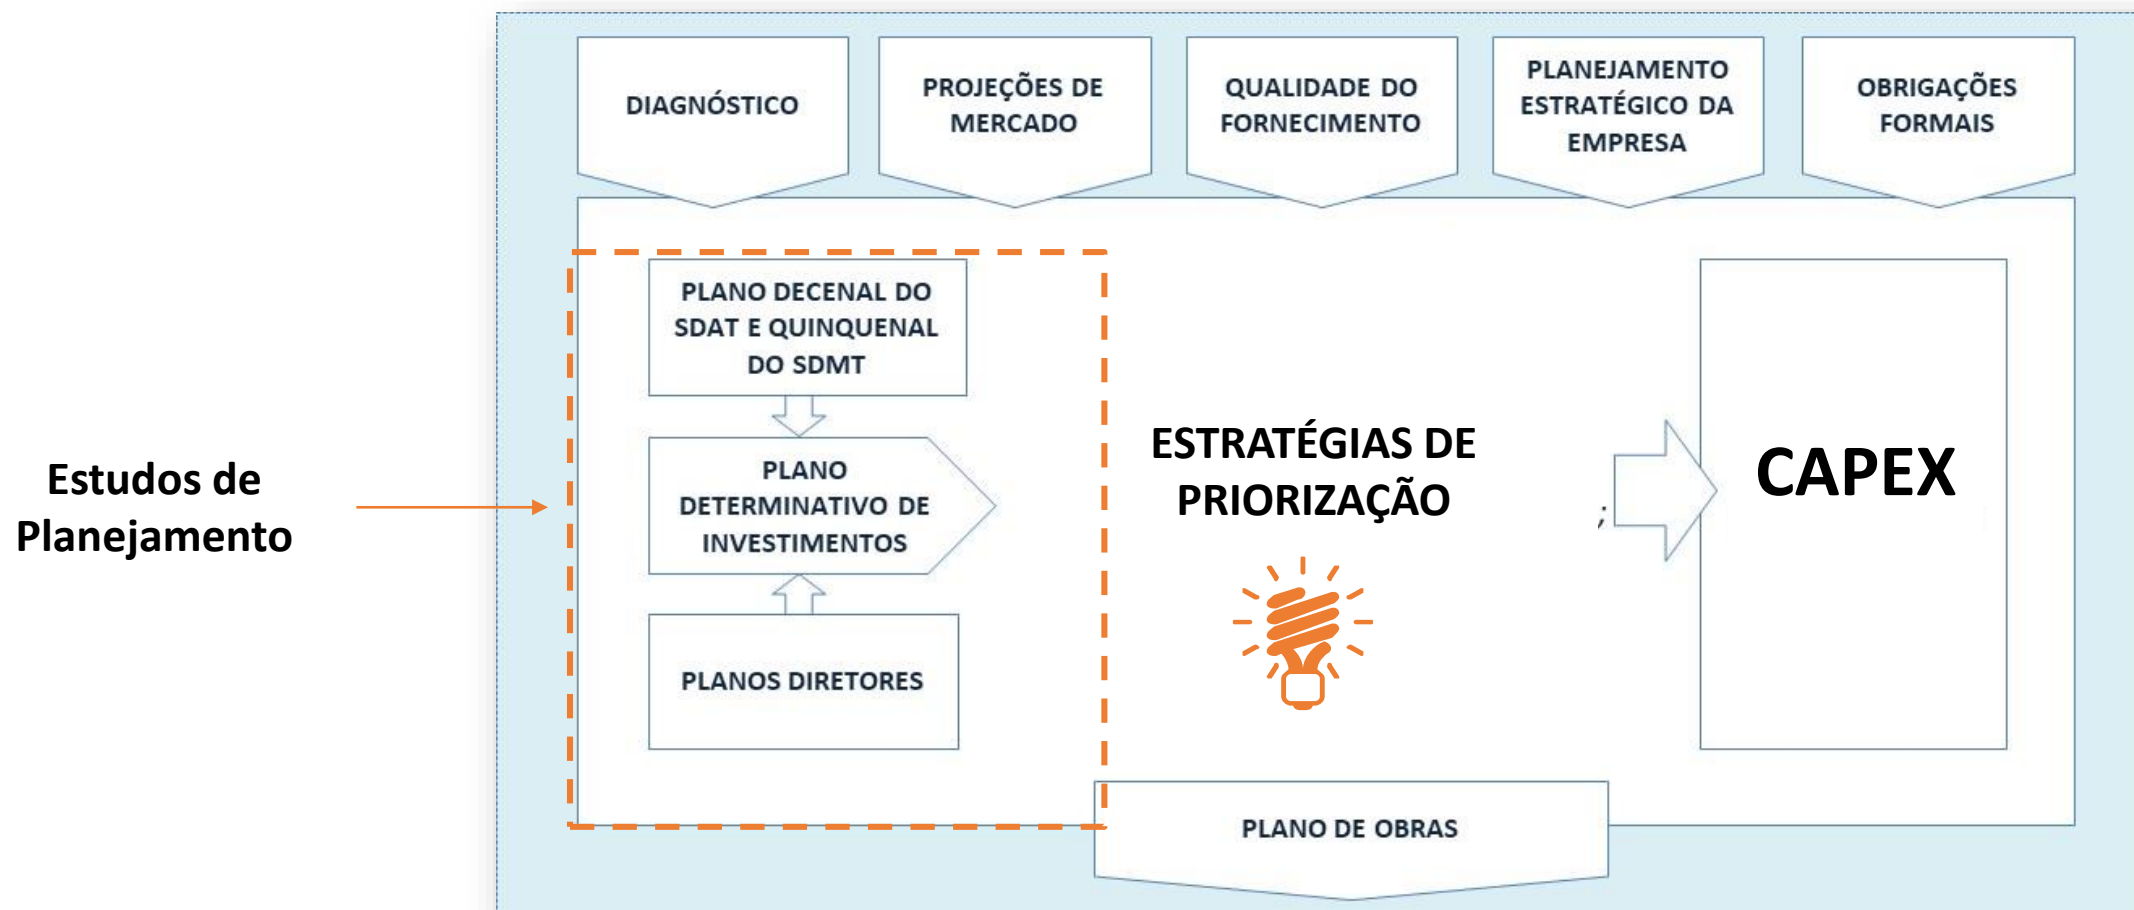 DIAGNÓSTICO
PROJEÇÕES DE
MERCADO
QUALIDADE DO
FORNECIMENTO
PLANEJAMENTO
ESTRATÉGICO DA
EMPRESA
OBRIGAÇÕES
FORMAIS
Estudos de
Planejamento
PLANO DECENAL DO
SDAT E QUINQUENAL
DO SDMT
PLANO
DETERMINATIVO DE
INVESTIMENTOS
PLANOS DIRETORES
ESTRATÉGIAS DE
PRIORIZAÇÃO
;
CAPEX
PLANO DE OBRAS